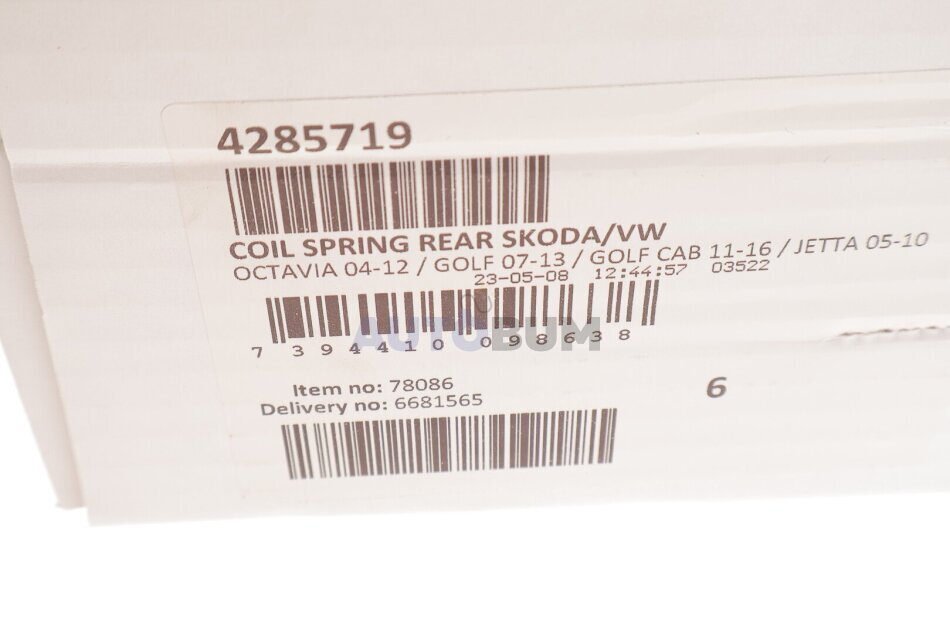 4285719
COIL SPRING REAR SKODA/VW
OCTAVIA 04-12 / GOLF 07-13 / GOLF CAB 11-16 / JETTA 05-10
23-05-08 12:44:57 03522
AUTOBUM
7 394410 098638
Item no: 78086
6
Delivery no: 6681565